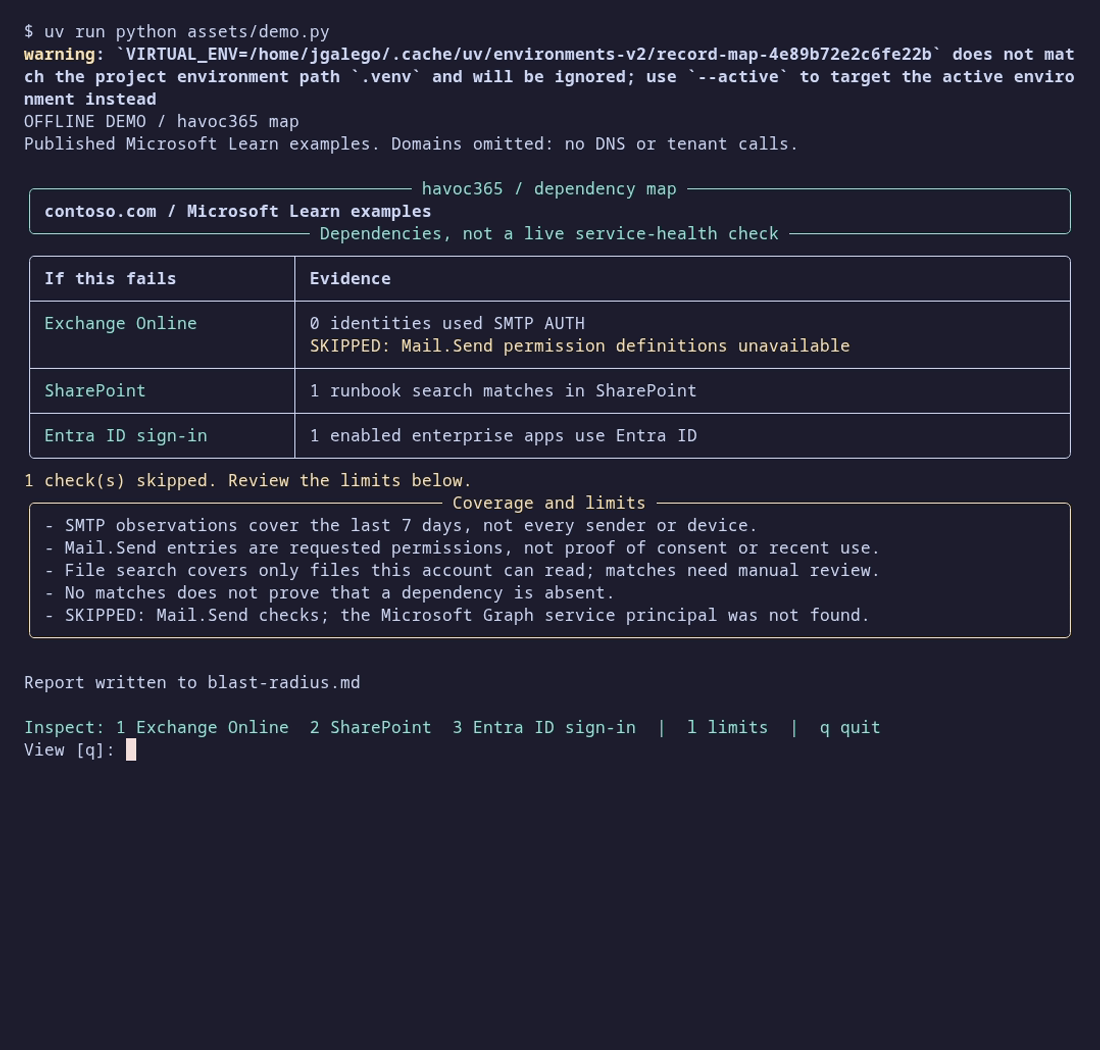 $ uv run python assets/demo.py
warning: `VIRTUAL_ENV=/home/jgalego/.cache/uv/environments-v2/record-map-4e89b72e2c6fe22b` does not mat
ch the project environment path `.venv` and will be ignored; use `--active` to target the active enviro
nment instead
OFFLINE DEMO / havoc365 map
Published Microsoft Learn examples. Domains omitted: no DNS or tenant calls.
havoc365 / dependency map
contoso.com / Microsoft Learn examples
Dependencies, not a live service-health check
If this fails Evidence
Exchange Online 0 identities used SMTP AUTH
SKIPPED: Mail.Send permission definitions unavailable
SharePoint 1 runbook search matches in SharePoint
Entra ID sign-in 1 enabled enterprise apps use Entra ID
1 check(s) skipped. Review the limits below.
Coverage and limits
- SMTP observations cover the last 7 days, not every sender or device.
- Mail.Send entries are requested permissions, not proof of consent or recent use.
- File search covers only files this account can read; matches need manual review.
- No matches does not prove that a dependency is absent.
- SKIPPED: Mail.Send checks; the Microsoft Graph service principal was not found.
Report written to blast-radius.md
Inspect: 1 Exchange Online 2 SharePoint 3 Entra ID sign-in | l limits | q quit
View [q]: